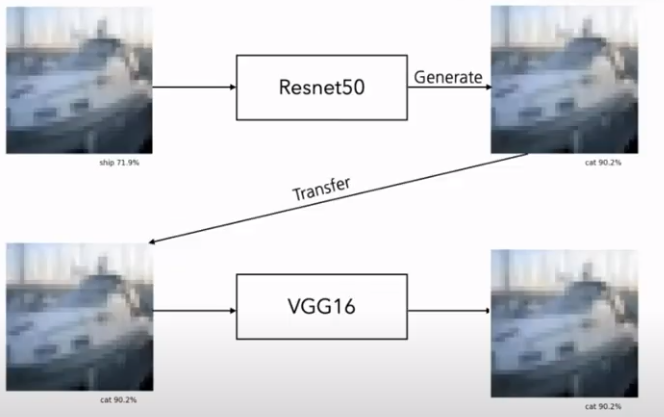 Resnet50
Generate
ship 71.9%
cat 90.2%
Transfer
VGG16
cat 90.2%
cat 90.2%